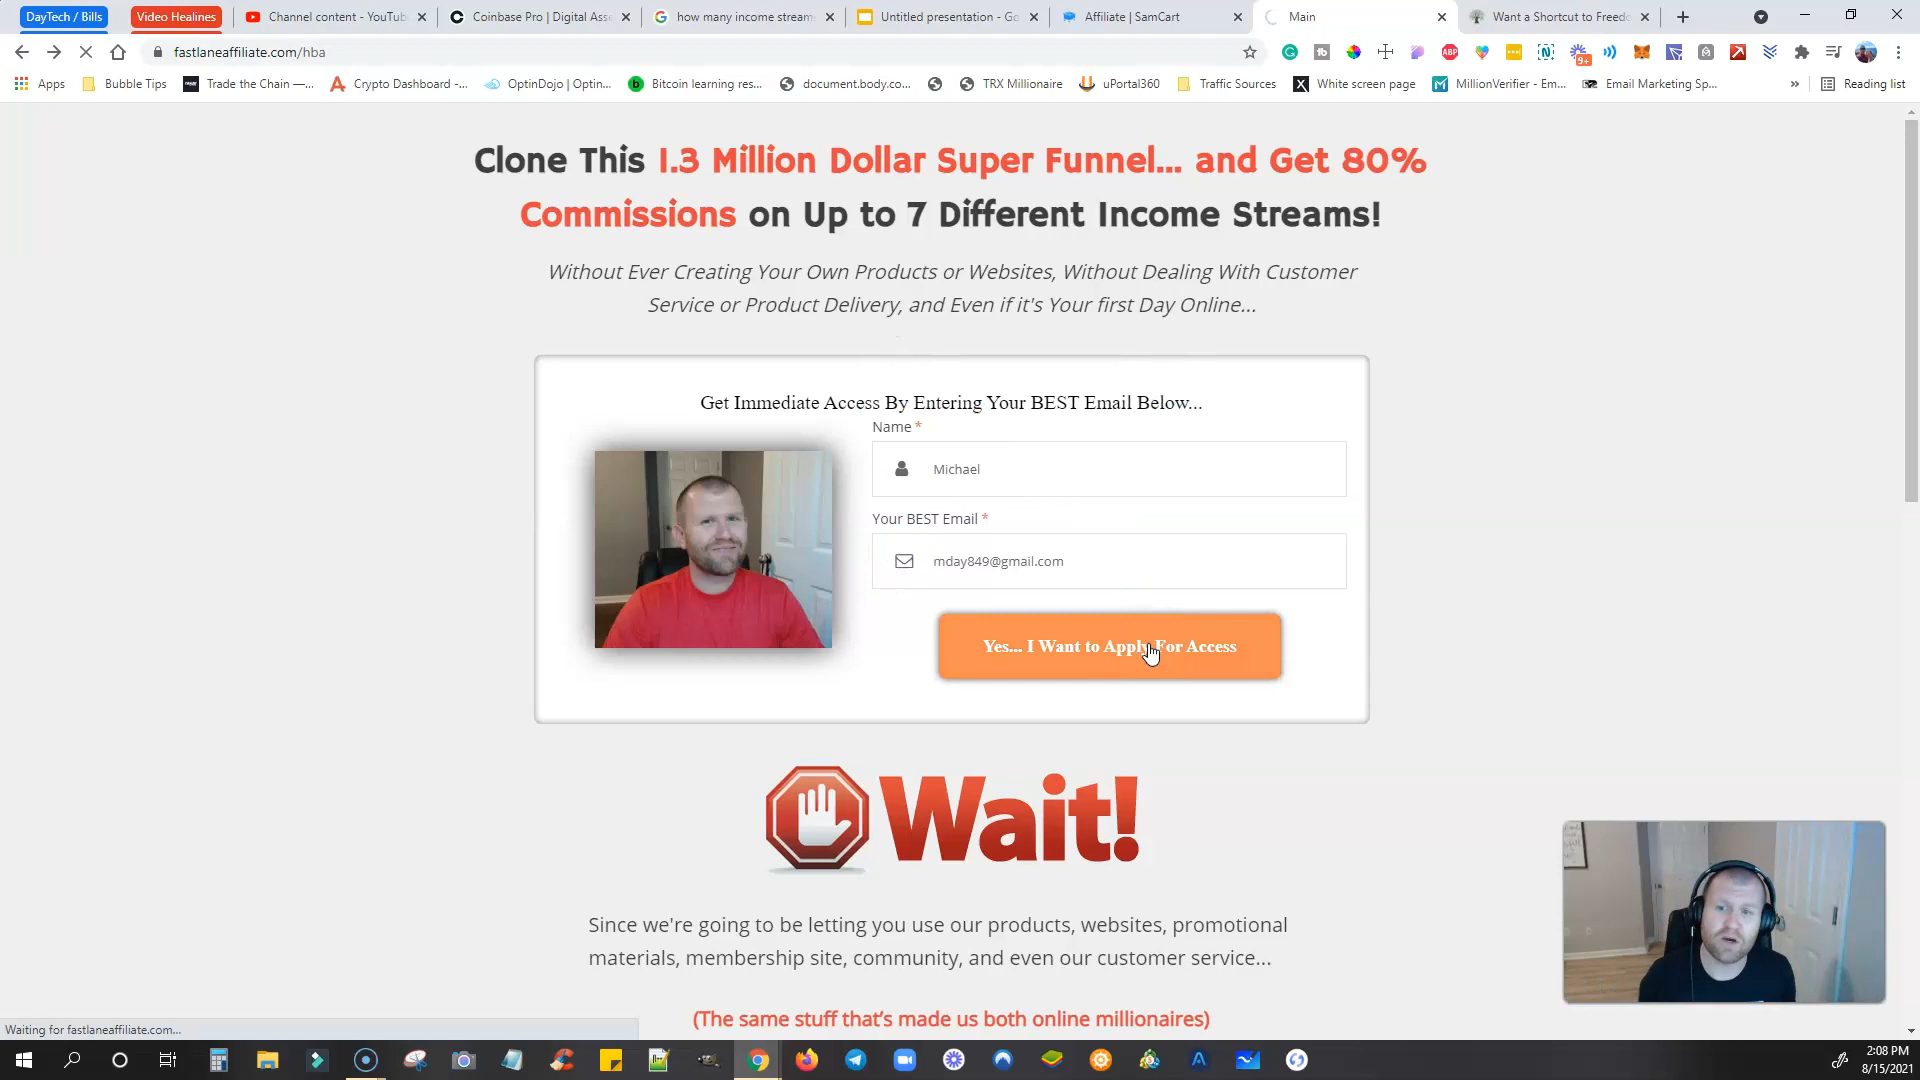 DayTech / Bills
Video Healines
Channel content - YouTub
Coinbase Pro | Digital Ass
how many income stream
Untitled presentation - Go
Affiliate | SamCart
Main
Want a Shortcut to Freedo
fastlaneaffiliate.com/hba
9+
Apps
Bubble Tips
Trade the Chain —...
Crypto Dashboard -...
OptinDojo | Optin...
Bitcoin learning res...
document.body.co...
TRX Millionaire
uPortal360
Traffic Sources
White screen page
MillionVerifier - Em...
Email Marketing Sp...
»
Reading list
Clone This 1.3 Million Dollar Super Funnel... and Get 80%
Commissions on Up to 7 Different Income Streams!
Without Ever Creating Your Own Products or Websites, Without Dealing With Customer
Service or Product Delivery, and Even if it's Your first Day Online...
Get Immediate Access By Entering Your BEST Email Below...
Name *
Michael
Your BEST Email *
mday849@gmail.com
Yes... I Want to Apply For Access
Wait!
Since we're going to be letting you use our products, websites, promotional
materials, membership site, community, and even our customer service...
(The same stuff that's made us both online millionaires)
Waiting for fastlaneaffiliate.com...
2:08 PM
8/15/2021